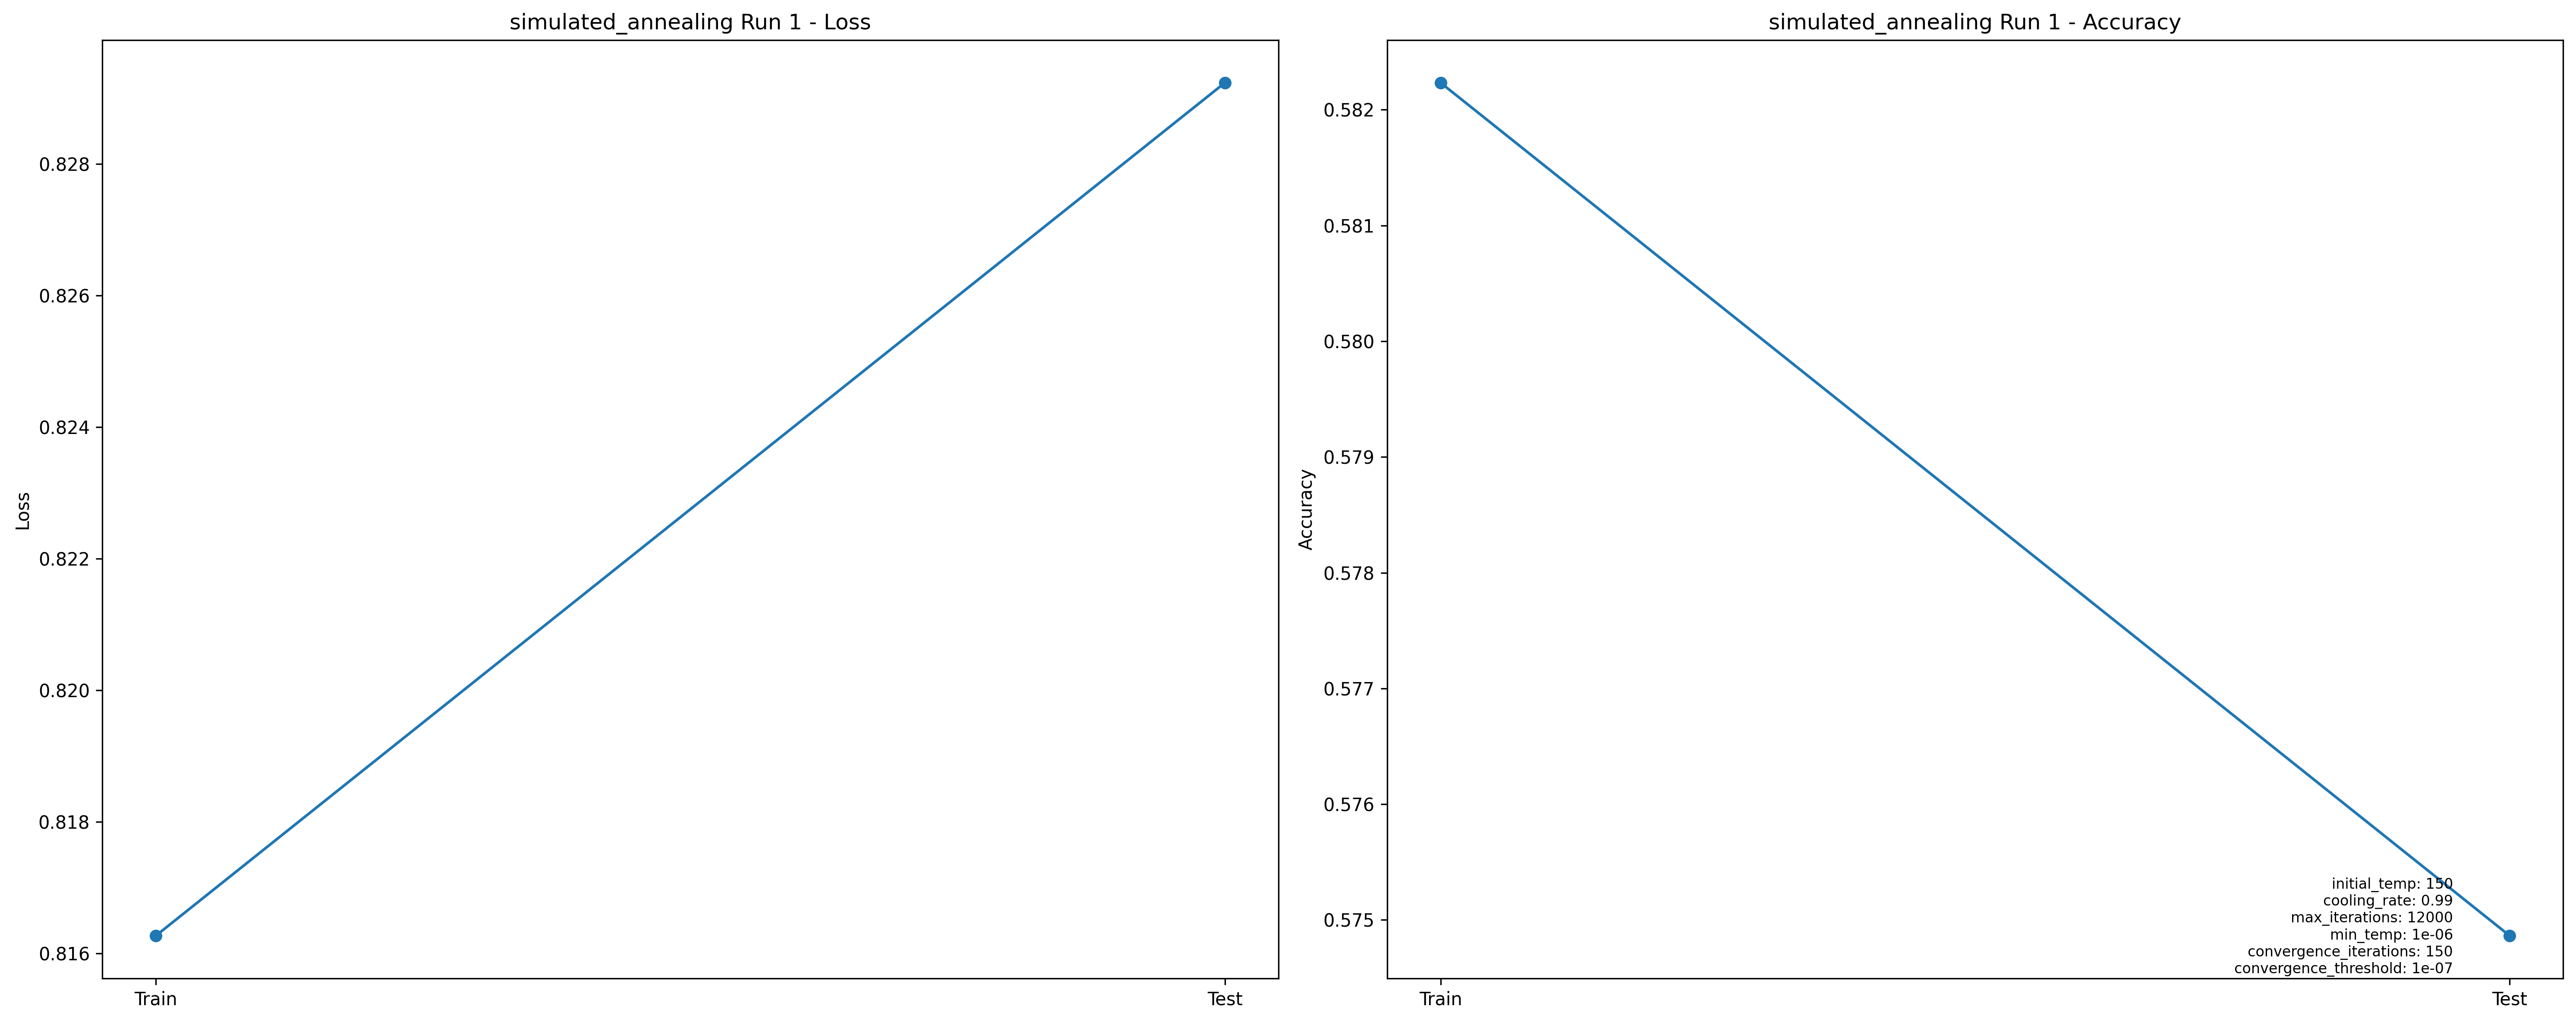 simulated_annealing Run 1 - Loss
Loss
0.828
0.826
0.824
0.822
0.820
0.818
0.816
Train
Test
simulated_annealing Run 1 - Accuracy
Accuracy
0.582
0.581
0.580
0.579
0.578
0.577
0.576
0.575
initial_temp: 150
cooling_rate: 0.99
max_iterations: 12000
min_temp: 1e-06
convergence_iterations: 150
convergence_threshold: 1e-07
Train
Test